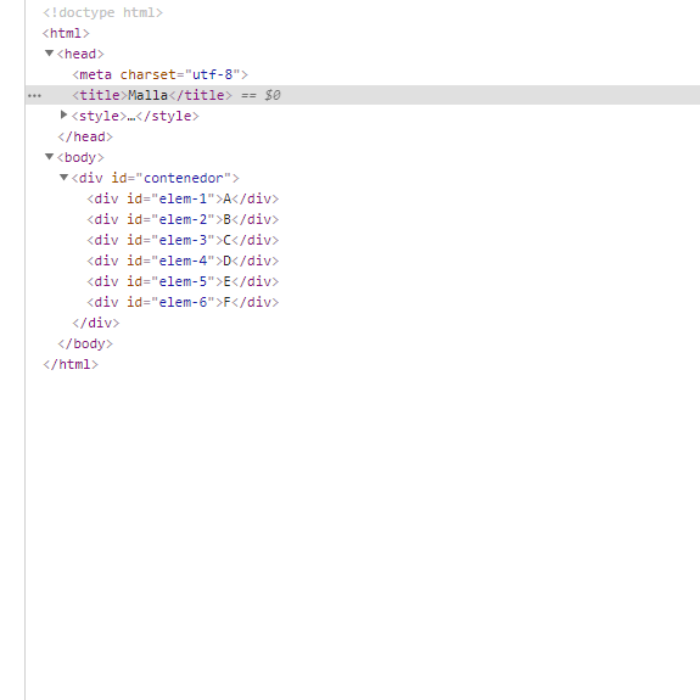 <!doctype html>
<html>
<head>
<meta charset="utf-8">
<title>Malla</title> == $0
<style>…</style>
</head>
<body>
<div id="contenedor">
<div id="elem-1">A</div>
<div id="elem-2">B</div>
<div id="elem-3">C</div>
<div id="elem-4">D</div>
<div id="elem-5">E</div>
<div id="elem-6">F</div>
</div>
</body>
</html>